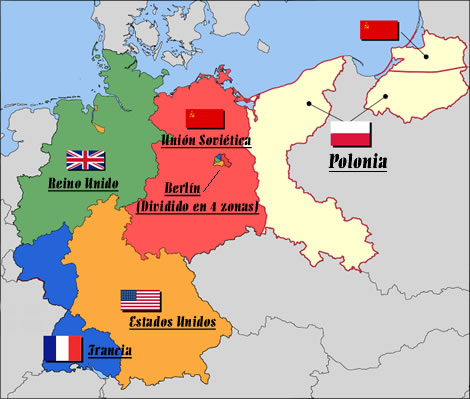 Unión Soviética
Polonia
Reino Unido
Berlín
(Dividido en 4 zonas)
Estados Unidos
Francia